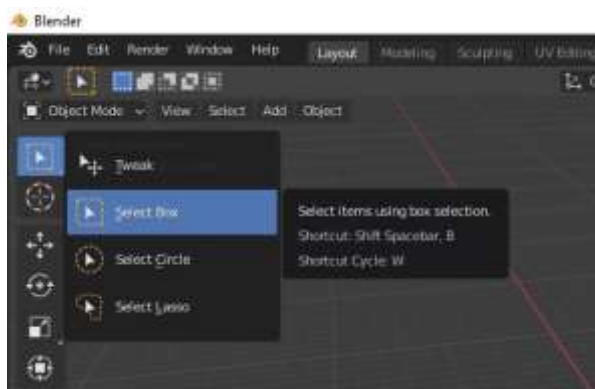 Blender
File Edit Render Window Help Layout Modeling Sculpting UV Editing
Object Mode View Select Add Object
Tweak
Select Box
Select Circle
Select Lasso
Select items using box selection.
Shortcut: Shift Spacebar, B
Shortcut Cycle: W